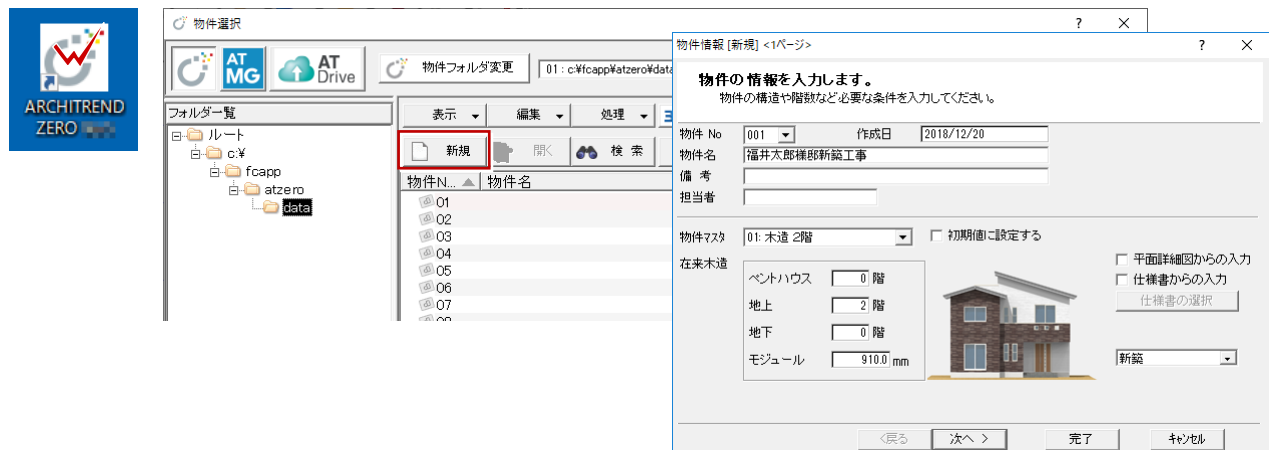 ARCHITREND
ZERO
物件選択
? ×
AT
MG
AT
Drive
物件フォルダ変更
01 : c:¥fcapp¥atzero¥data
フォルダ一覧
ルート
c:¥
fcapp
atzero
data
表示 編集 処理
新規 開く 検 索
物件N... 物件名
01
02
03
04
05
06
07
物件情報 [新規] <1ページ>
? ×
物件の情報を入力します。
物件の構造や階数など必要な条件を入力してください。
物件 No 001 作成日 2018/12/20
物件名 福井太郎様邸新築工事
備 考
担当者
物件マスタ 01: 木造 2階 初期値に設定する
在来木造
ペントハウス 0 階
地上 2 階
地下 0 階
モジュール 910.0 mm
平面詳細図からの入力
仕様書からの入力
仕様書の選択
新築
<戻る 次へ > 完了 キャンセル